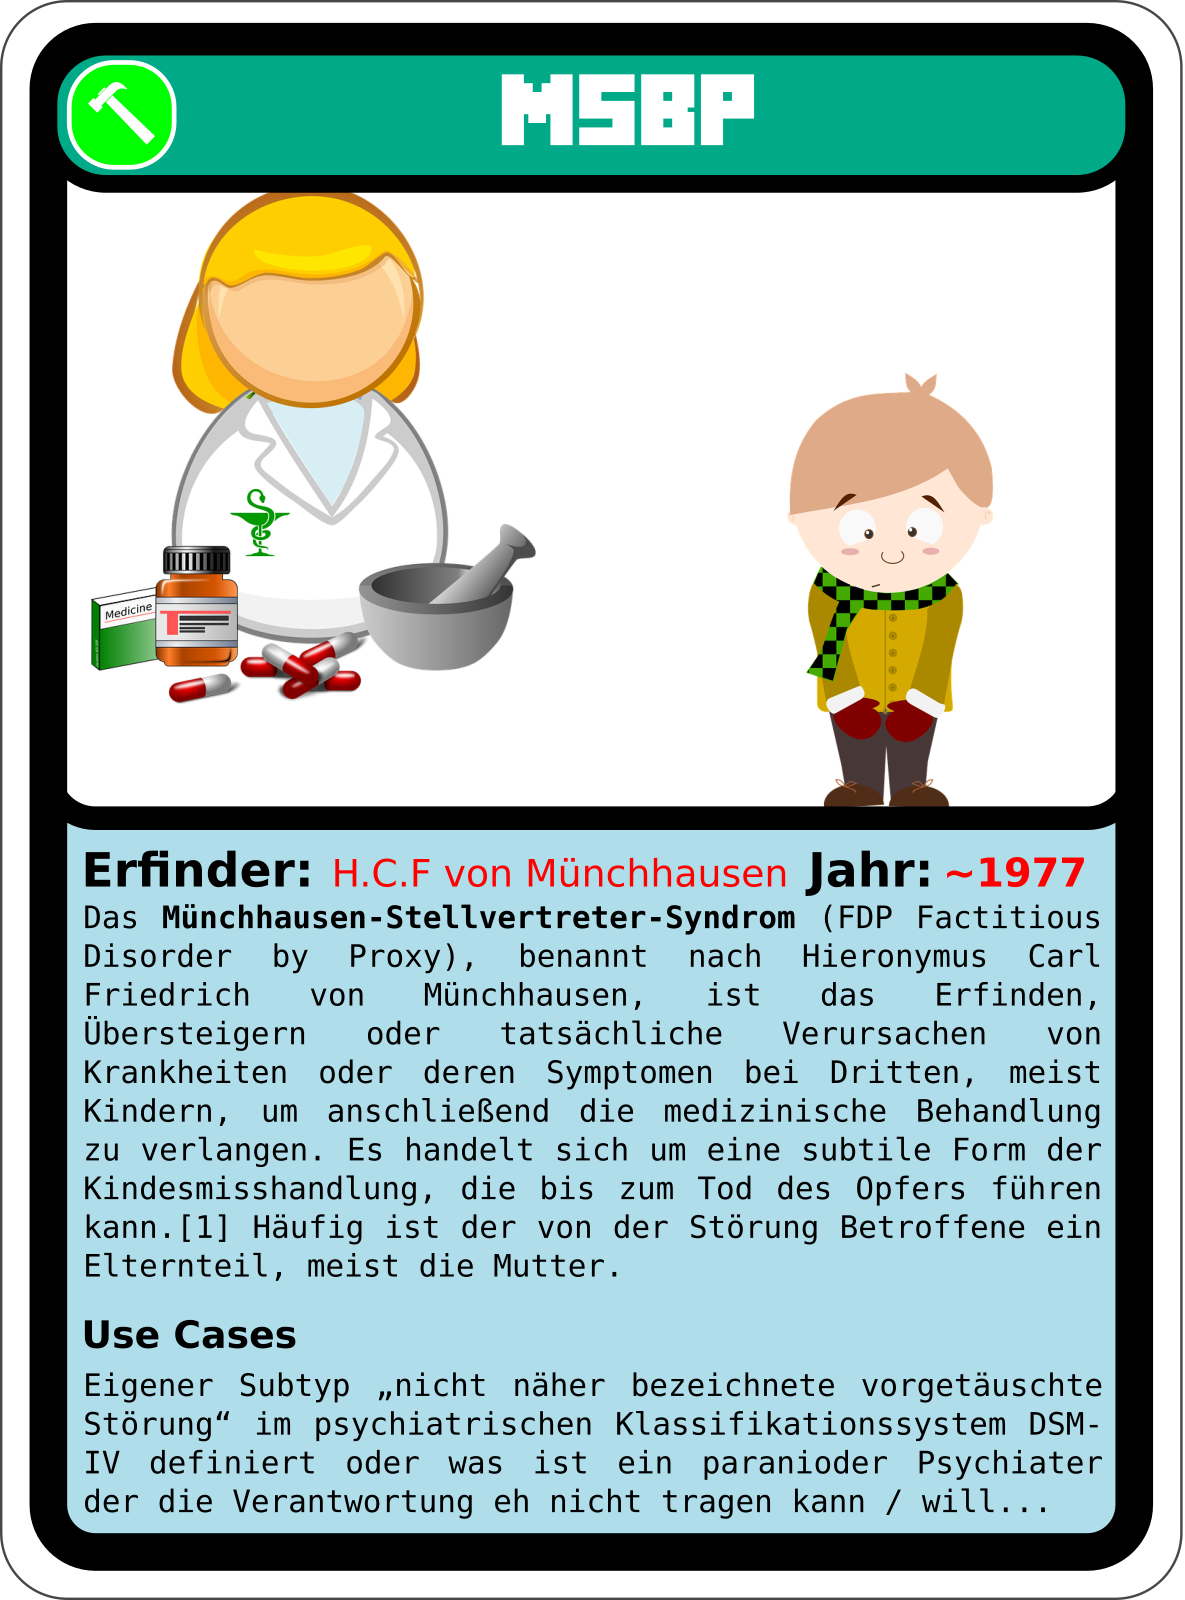 MSBP
Medicine
T
Erfinder: H.C.F von Münchhausen Jahr: ~1977
Das Münchhausen-Stellvertreter-Syndrom (FDP Factitious
Disorder by Proxy), benannt nach Hieronymus Carl
Friedrich von Münchhausen, ist das Erfinden,
Übersteigern oder tatsächliche Verursachen von
Krankheiten oder deren Symptomen bei Dritten, meist
Kindern, um anschließend die medizinische Behandlung
zu verlangen. Es handelt sich um eine subtile Form der
Kindesmisshandlung, die bis zum Tod des Opfers führen
kann.[1] Häufig ist der von der Störung Betroffene ein
Elternteil, meist die Mutter.
Use Cases
Eigener Subtyp „nicht näher bezeichnete vorgetäuschte
Störung“ im psychiatrischen Klassifikationssystem DSM-
IV definiert oder was ist ein paranioder Psychiater
der die Verantwortung eh nicht tragen kann / will...